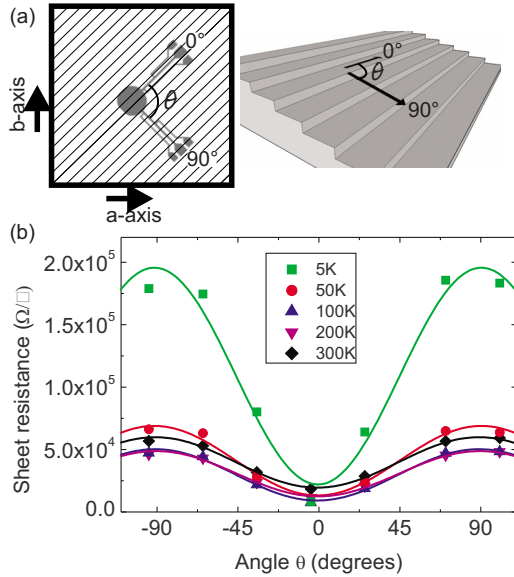 (a)
0°
θ
90°
b-axis
a-axis
0°
θ
90°
(b)
Sheet resistance (Ω/□)
2.0x10⁵
1.5x10⁵
1.0x10⁵
5.0x10⁴
0.0
5K
50K
100K
200K
300K
-90 -45 0 45 90
Angle θ (degrees)